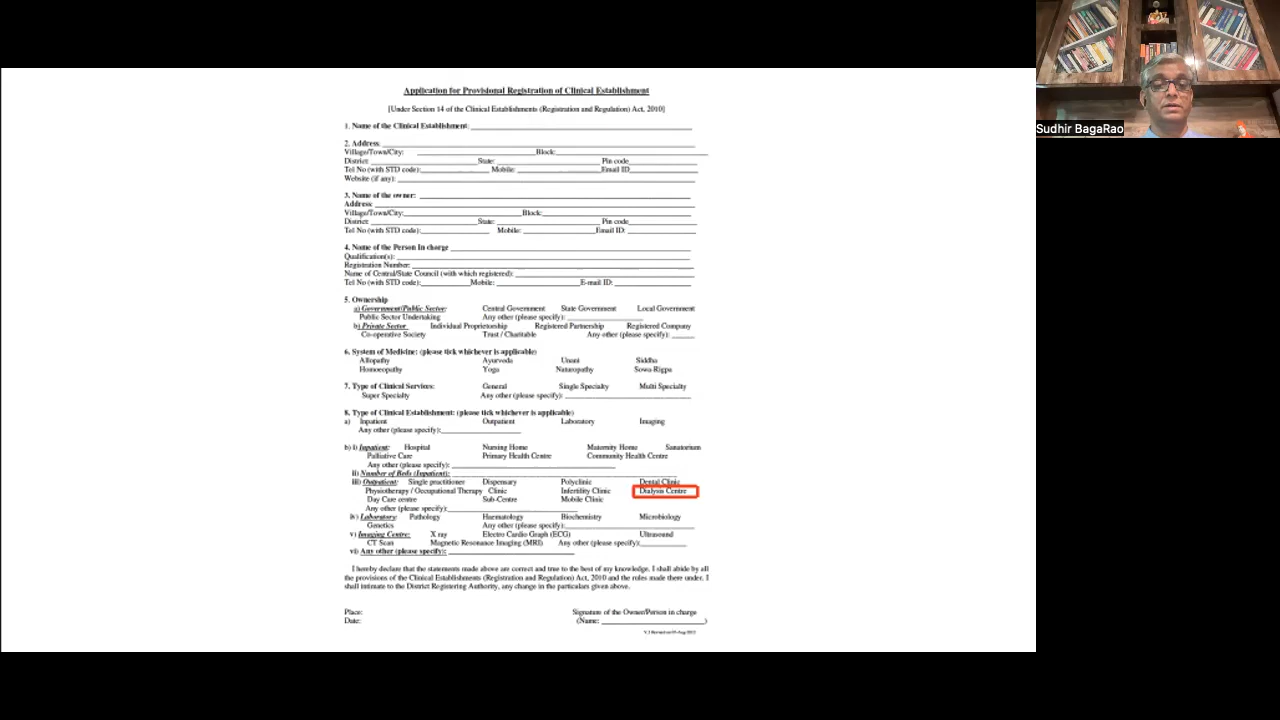 Application for Provisional Registration of Clinical Establishment
[Under Section 14 of the Clinical Establishments (Registration and Regulation) Act, 2010]
1. Name of the Clinical Establishment:
2. Address:
Village/Town/City: Block:
District: State: Pin code
Tel No (with STD code): Mobile: Email ID
Website (if any):
3. Name of the owner:
Address:
Village/Town/City: Block:
District: State: Pin code
Tel No (with STD code): Mobile: Email ID:
4. Name of the Person In charge
Qualification(s):
Registration Number:
Name of Central/State Council (with which registered):
Tel No (with STD code): Mobile: E-mail ID:
5. Ownership
a) Government/Public Sector: Central Government State Government Local Government
Public Sector Undertaking Any other (please specify):
b) Private Sector Individual Proprietorship Registered Partnership Registered Company
Co-operative Society Trust / Charitable Any other (please specify):
6. System of Medicine: (please tick whichever is applicable)
Allopathy Ayurveda Unani Siddha
Homoeopathy Yoga Naturopathy Sowa-Rigpa
7. Type of Clinical Services: General Single Specialty Multi Specialty
Super Specialty Any other (please specify):
8. Type of Clinical Establishment: (please tick whichever is applicable)
a) Inpatient Outpatient Laboratory Imaging
Any other (please specify):
b) i) Inpatient: Hospital Nursing Home Maternity Home Sanatorium
Palliative Care Primary Health Centre Community Health Centre
Any other (please specify):
ii) Number of Beds (Inpatient):
iii) Outpatient: Single practitioner Dispensary Polyclinic Dental Clinic
Physiotherapy / Occupational Therapy Clinic Infertility Clinic Dialysis Centre
Day Care centre Sub-Centre Mobile Clinic
Any other (please specify):
iv) Laboratory: Pathology Haematology Biochemistry Microbiology
Genetics Any other (please specify):
v) Imaging Centre: X ray Electro Cardio Graph (ECG) Ultrasound
CT Scan Magnetic Resonance Imaging (MRI) Any other (please specify):
vi) Any other (please specify):
I hereby declare that the statements made above are correct and true to the best of my knowledge. I shall abide by all
the provisions of the Clinical Establishments (Registration and Regulation) Act, 2010 and the rules made there under. I
shall intimate to the District Registering Authority, any change in the particulars given above.
Place: Signature of the Owner/Person in charge
Date: (Name: )
Sudhir BagaRao